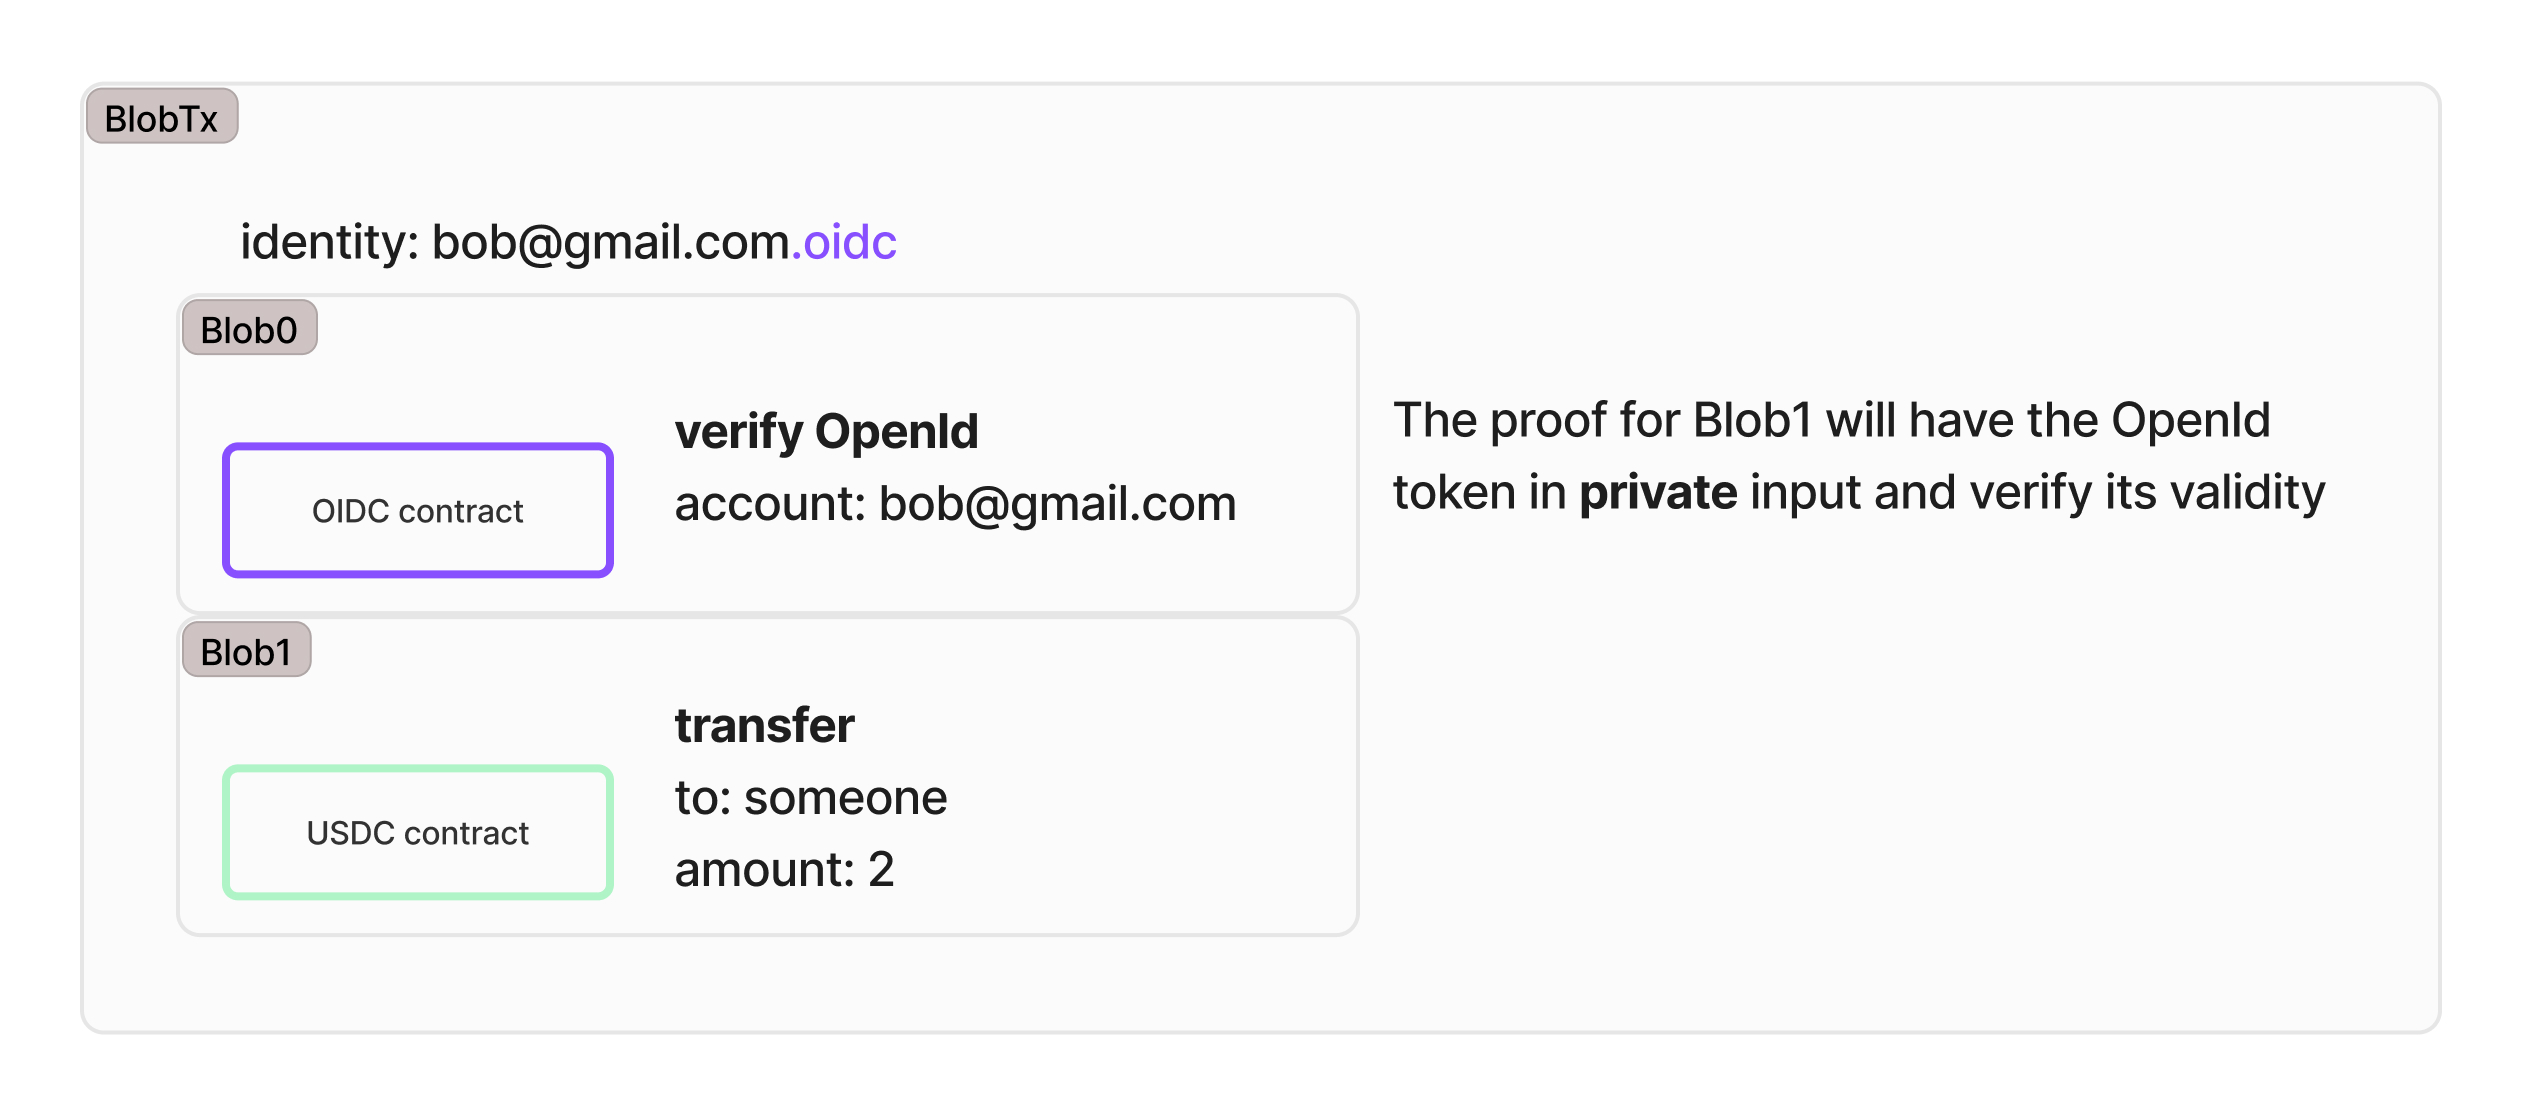 BlobTx
identity: bob@gmail.com.oidc
Blob0
verify OpenId
account: bob@gmail.com
OIDC contract
The proof for Blob1 will have the OpenId
token in private input and verify its validity
Blob1
transfer
to: someone
amount: 2
USDC contract